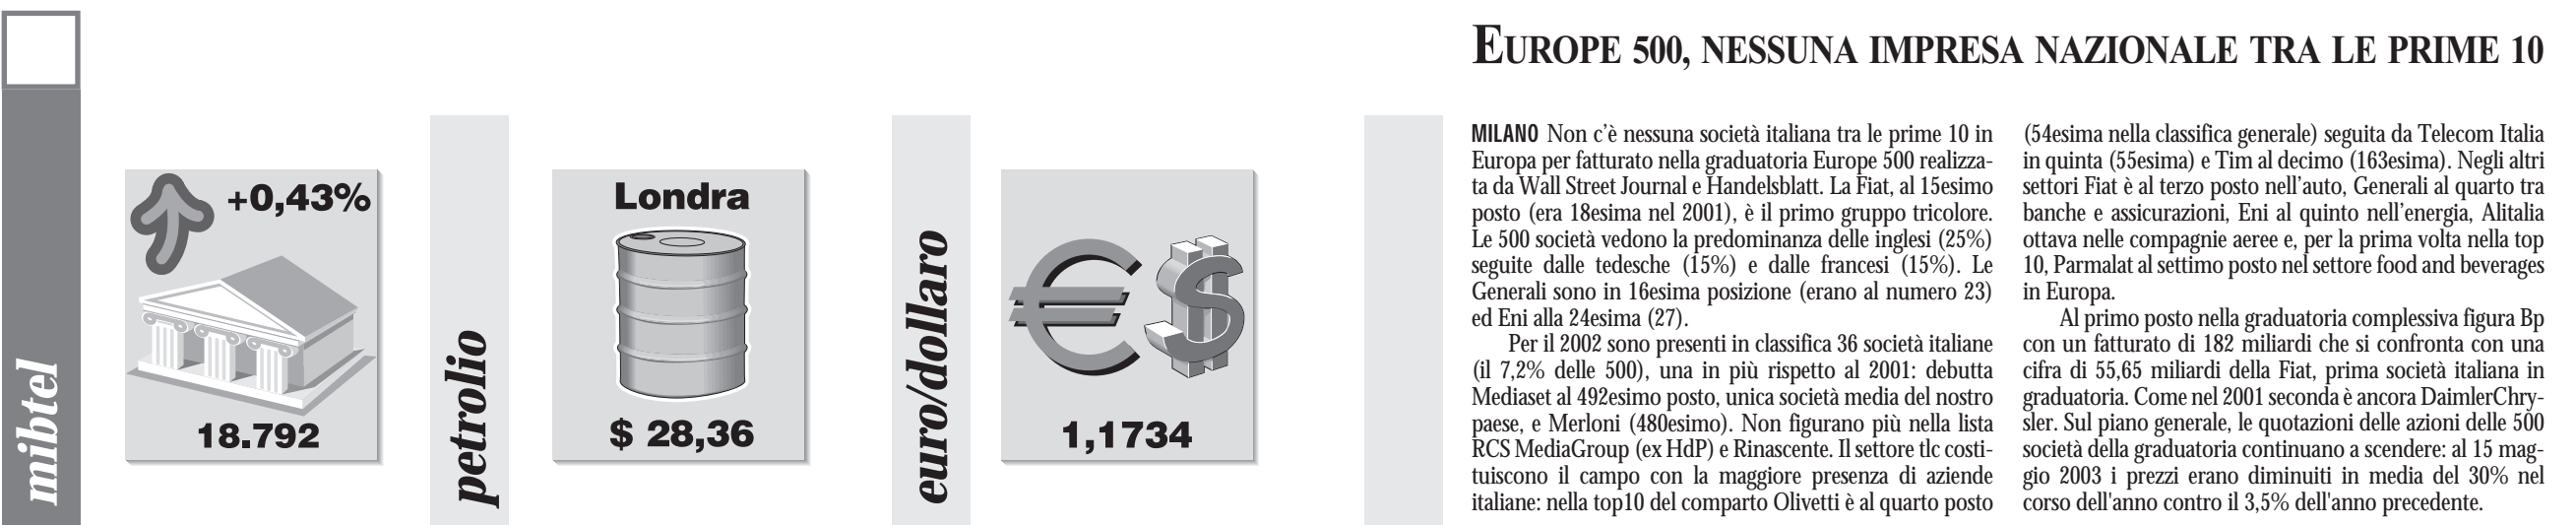 mibtel
+0,43%
18.792
petrolio
Londra
$ 28,36
euro/dollaro
€ $
1,1734
EUROPE 500, NESSUNA IMPRESA NAZIONALE TRA LE PRIME 10
MILANO Non c'è nessuna società italiana tra le prime 10 in
Europa per fatturato nella graduatoria Europe 500 realizza-
ta da Wall Street Journal e Handelsblatt. La Fiat, al 15esimo
posto (era 18esima nel 2001), è il primo gruppo tricolore.
Le 500 società vedono la predominanza delle inglesi (25%)
seguite dalle tedesche (15%) e dalle francesi (15%). Le
Generali sono in 16esima posizione (erano al numero 23)
ed Eni alla 24esima (27).
Per il 2002 sono presenti in classifica 36 società italiane
(il 7,2% delle 500), una in più rispetto al 2001: debutta
Mediaset al 492esimo posto, unica società media del nostro
paese, e Merloni (480esimo). Non figurano più nella lista
RCS MediaGroup (ex HdP) e Rinascente. Il settore tlc costi-
tuiscono il campo con la maggiore presenza di aziende
italiane: nella top10 del comparto Olivetti è al quarto posto
(54esima nella classifica generale) seguita da Telecom Italia
in quinta (55esima) e Tim al decimo (163esima). Negli altri
settori Fiat è al terzo posto nell'auto, Generali al quarto tra
banche e assicurazioni, Eni al quinto nell'energia, Alitalia
ottava nelle compagnie aeree e, per la prima volta nella top
10, Parmalat al settimo posto nel settore food and beverages
in Europa.
Al primo posto nella graduatoria complessiva figura Bp
con un fatturato di 182 miliardi che si confronta con una
cifra di 55,65 miliardi della Fiat, prima società italiana in
graduatoria. Come nel 2001 seconda è ancora DaimlerChry-
sler. Sul piano generale, le quotazioni delle azioni delle 500
società della graduatoria continuano a scendere: al 15 mag-
gio 2003 i prezzi erano diminuiti in media del 30% nel
corso dell'anno contro il 3,5% dell'anno precedente.